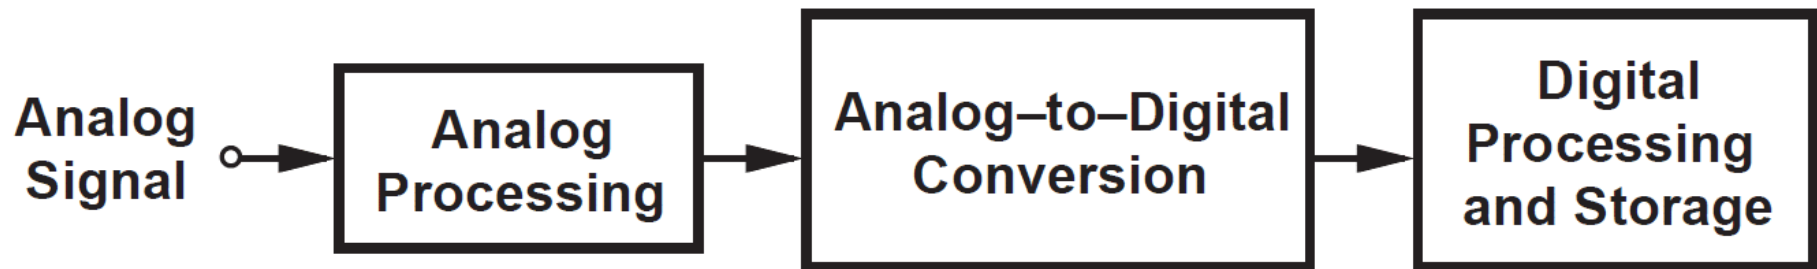 Analog
Signal
Analog
Processing
Analog–to–Digital
Conversion
Digital
Processing
and Storage